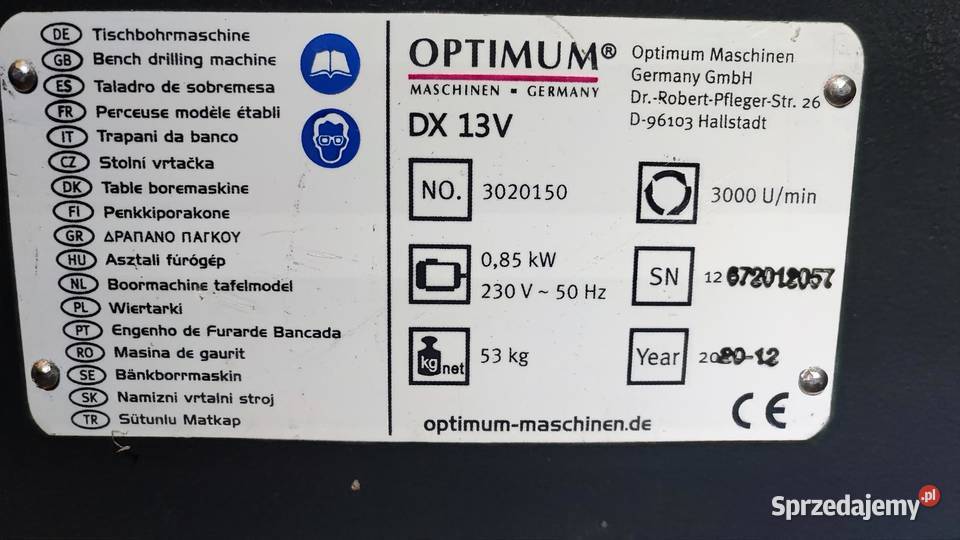 DE Tischbohrmaschine
GB Bench drilling machine
ES Taladro de sobremesa
FR Perceuse modèle établi
IT Trapani da banco
CZ Stolní vrtačka
DK Table boremaskine
FI Penkkiporakone
GR ΔΡΑΠΑΝΟ ΠΑΓΚΟΥ
HU Asztali fúrógép
NL Boormachine tafelmodel
PL Wiertarki
PT Engenho de Furarde Bancada
RO Masina de gaurit
SE Bänkborrmaskin
SK Namizni vrtalni stroj
TR Sütunlu Matkap
OPTIMUM®
MASCHINEN - GERMANY
DX 13V
Optimum Maschinen
Germany GmbH
Dr.-Robert-Pfleger-Str. 26
D-96103 Hallstadt
NO. 3020150
3000 U/min
0,85 kW
230 V ~ 50 Hz
SN 12 672012057
kg net 53 kg
Year 2020-12
optimum-maschinen.de
CE
Sprzedajemy.pl